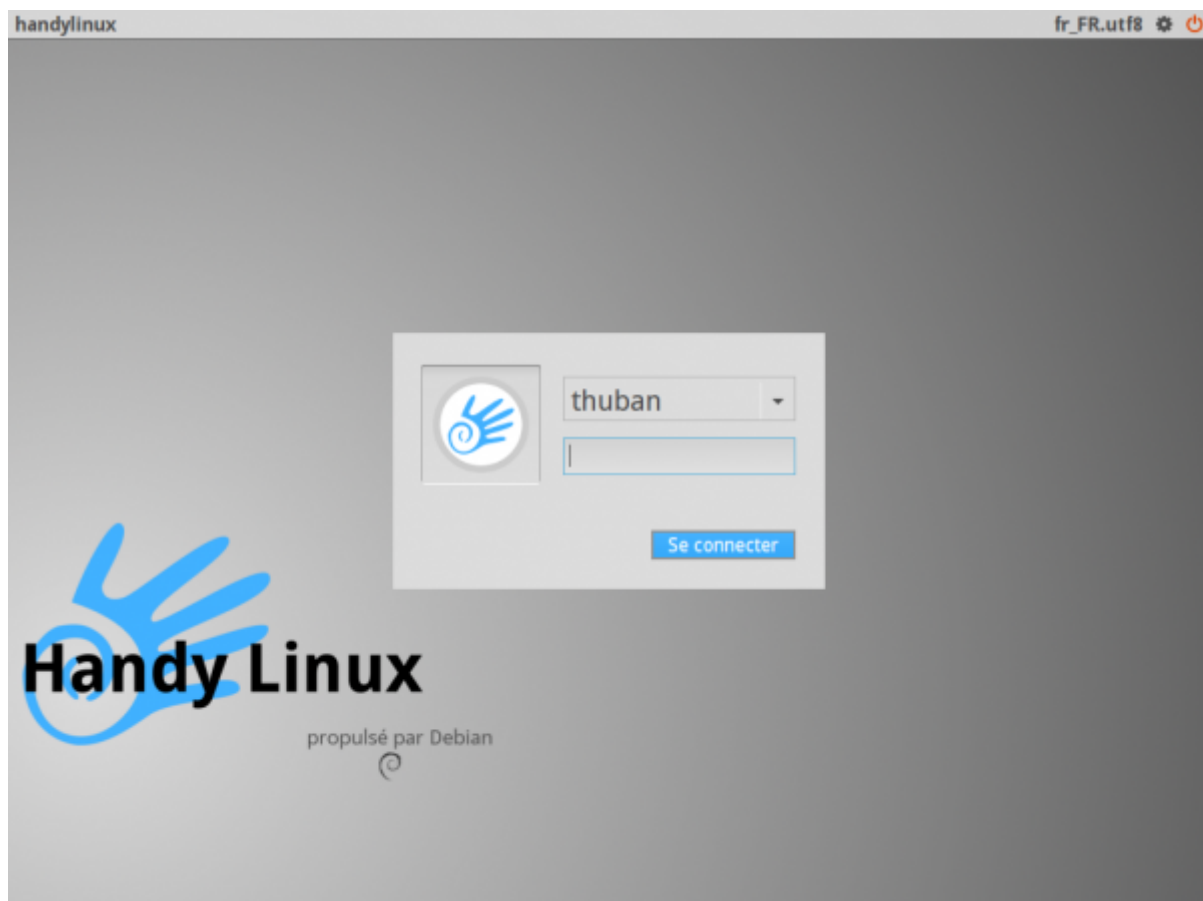 handylinux fr_FR.utf8
thuban
Se connecter
Handy Linux
propulsé par Debian